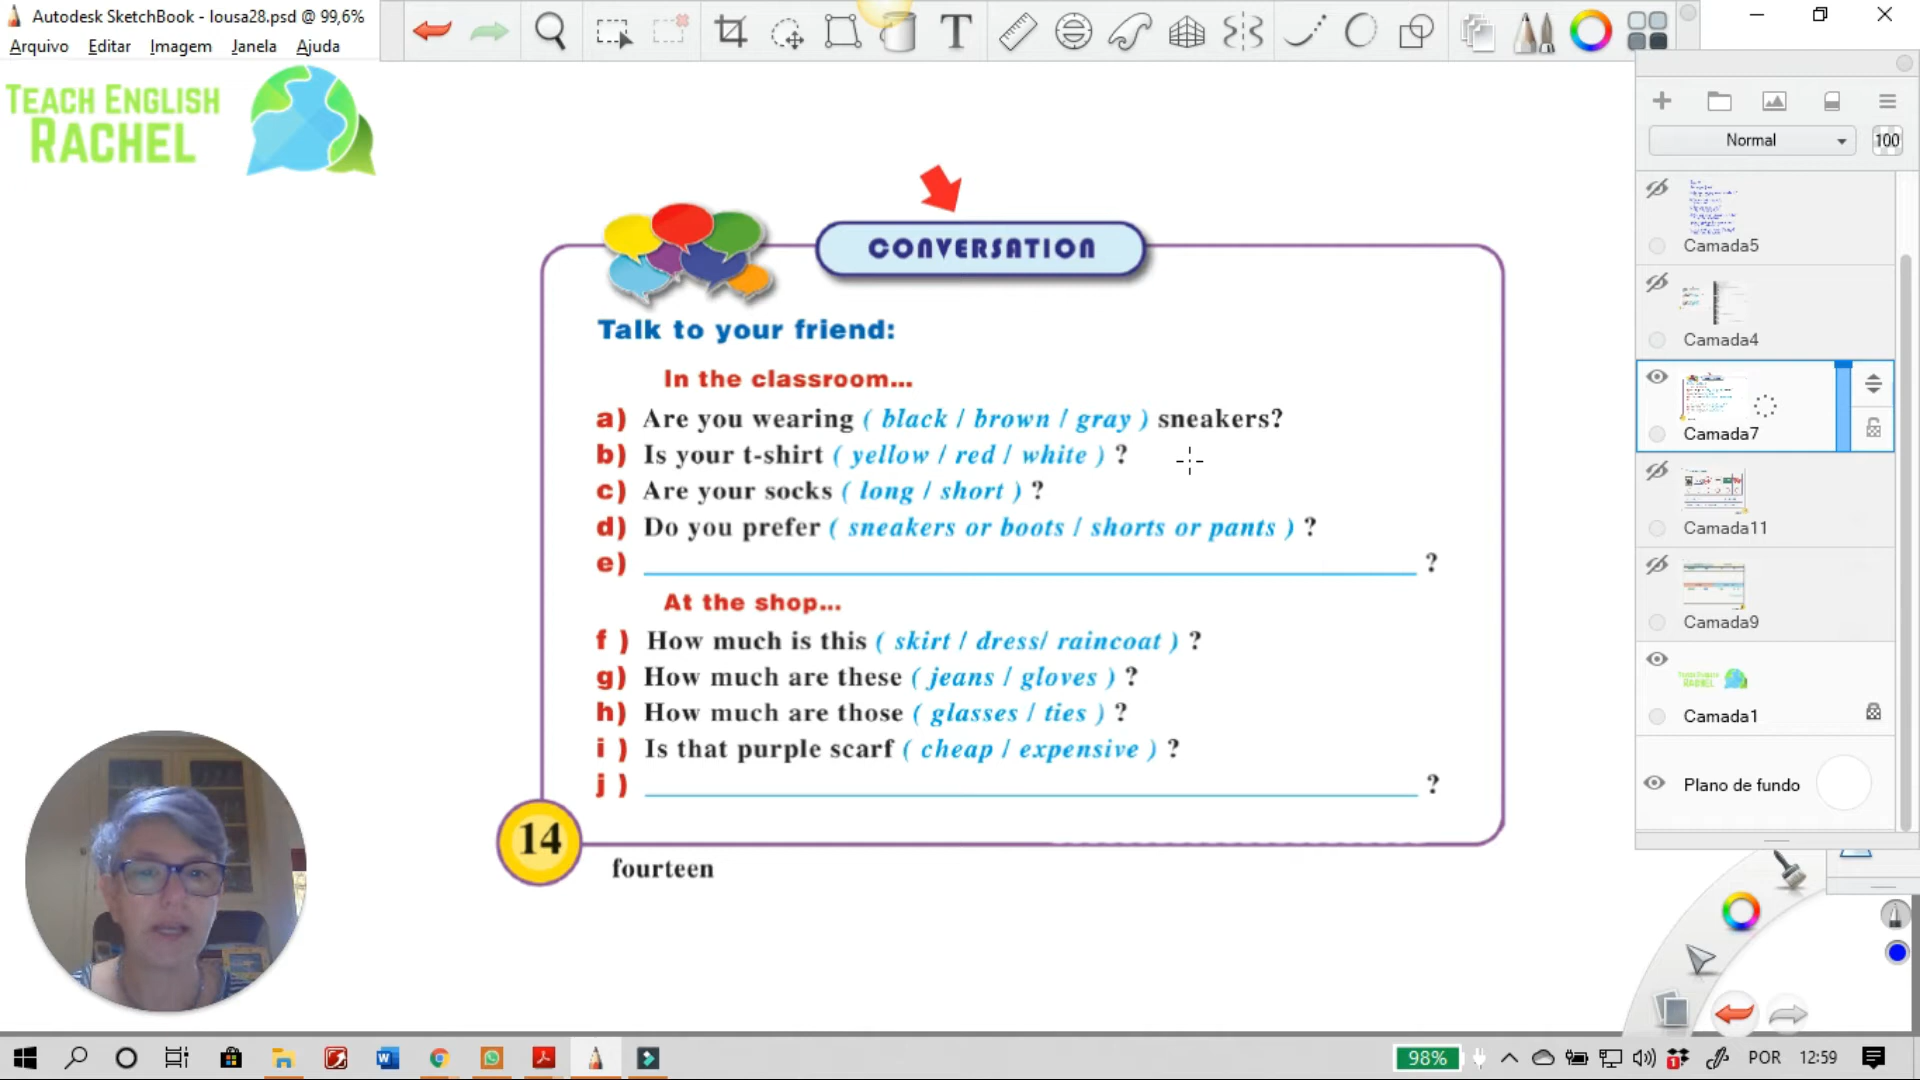 Autodesk SketchBook - lousa28.psd @ 99,6%
Arquivo Editar Imagem Janela Ajuda
TEACH ENGLISH
RACHEL
CONVERSATION
Talk to your friend:
In the classroom...
a) Are you wearing ( black / brown / gray ) sneakers?
b) Is your t-shirt ( yellow / red / white ) ?
c) Are your socks ( long / short ) ?
d) Do you prefer ( sneakers or boots / shorts or pants ) ?
e) ?
At the shop...
f ) How much is this ( skirt / dress/ raincoat ) ?
g) How much are these ( jeans / gloves ) ?
h) How much are those ( glasses / ties ) ?
i ) Is that purple scarf ( cheap / expensive ) ?
j ) ?
14
fourteen
Normal 100
Camada5
Camada4
Camada7
Camada11
Camada9
TEACH ENGLISH
RACHEL
Camada1
Plano de fundo
98% POR 12:59